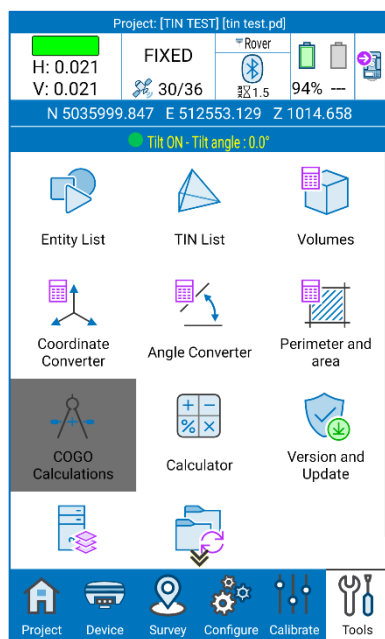 Project: [TIN TEST] [tin test.pd]
H: 0.021
V: 0.021
FIXED
30/36
Rover
1.5
94%
---
N 5035999.847 E 512553.129 Z 1014.658
Tilt ON - Tilt angle : 0.0°
Entity List
TIN List
Volumes
Coordinate
Converter
Angle Converter
Perimeter and
area
COGO
Calculations
Calculator
Version and
Update
Project
Device
Survey
Configure
Calibrate
Tools